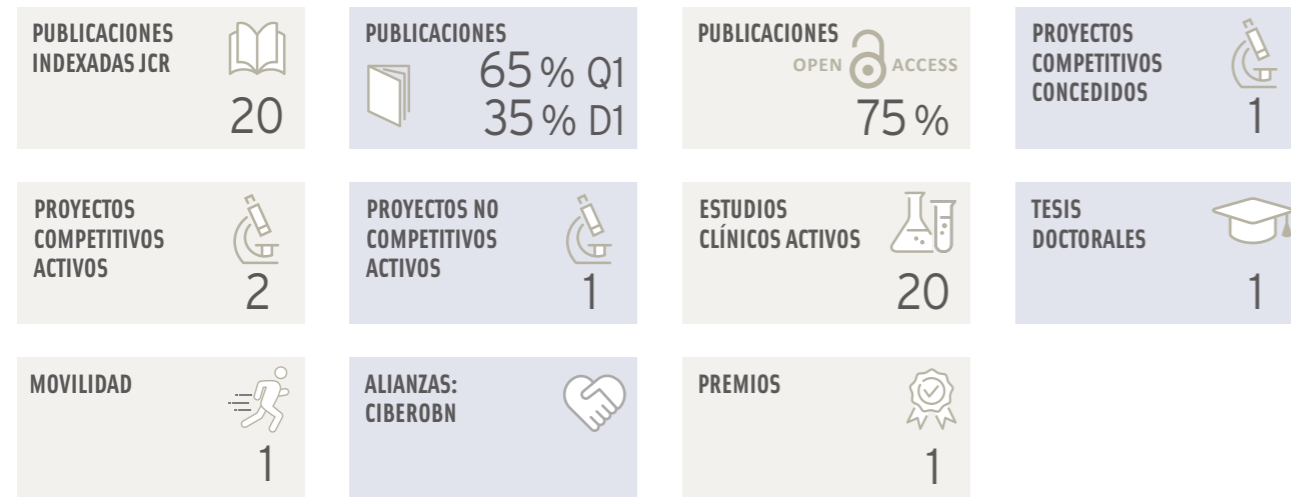 PUBLICACIONES
INDEXADAS JCR
20
PUBLICACIONES
65 % Q1
35 % D1
PUBLICACIONES
OPEN ACCESS
75 %
PROYECTOS
COMPETITIVOS
CONCEDIDOS
1
PROYECTOS
COMPETITIVOS
ACTIVOS
2
PROYECTOS NO
COMPETITIVOS
ACTIVOS
1
ESTUDIOS
CLÍNICOS ACTIVOS
20
TESIS
DOCTORALES
1
MOVILIDAD
1
ALIANZAS:
CIBEROBN
PREMIOS
1